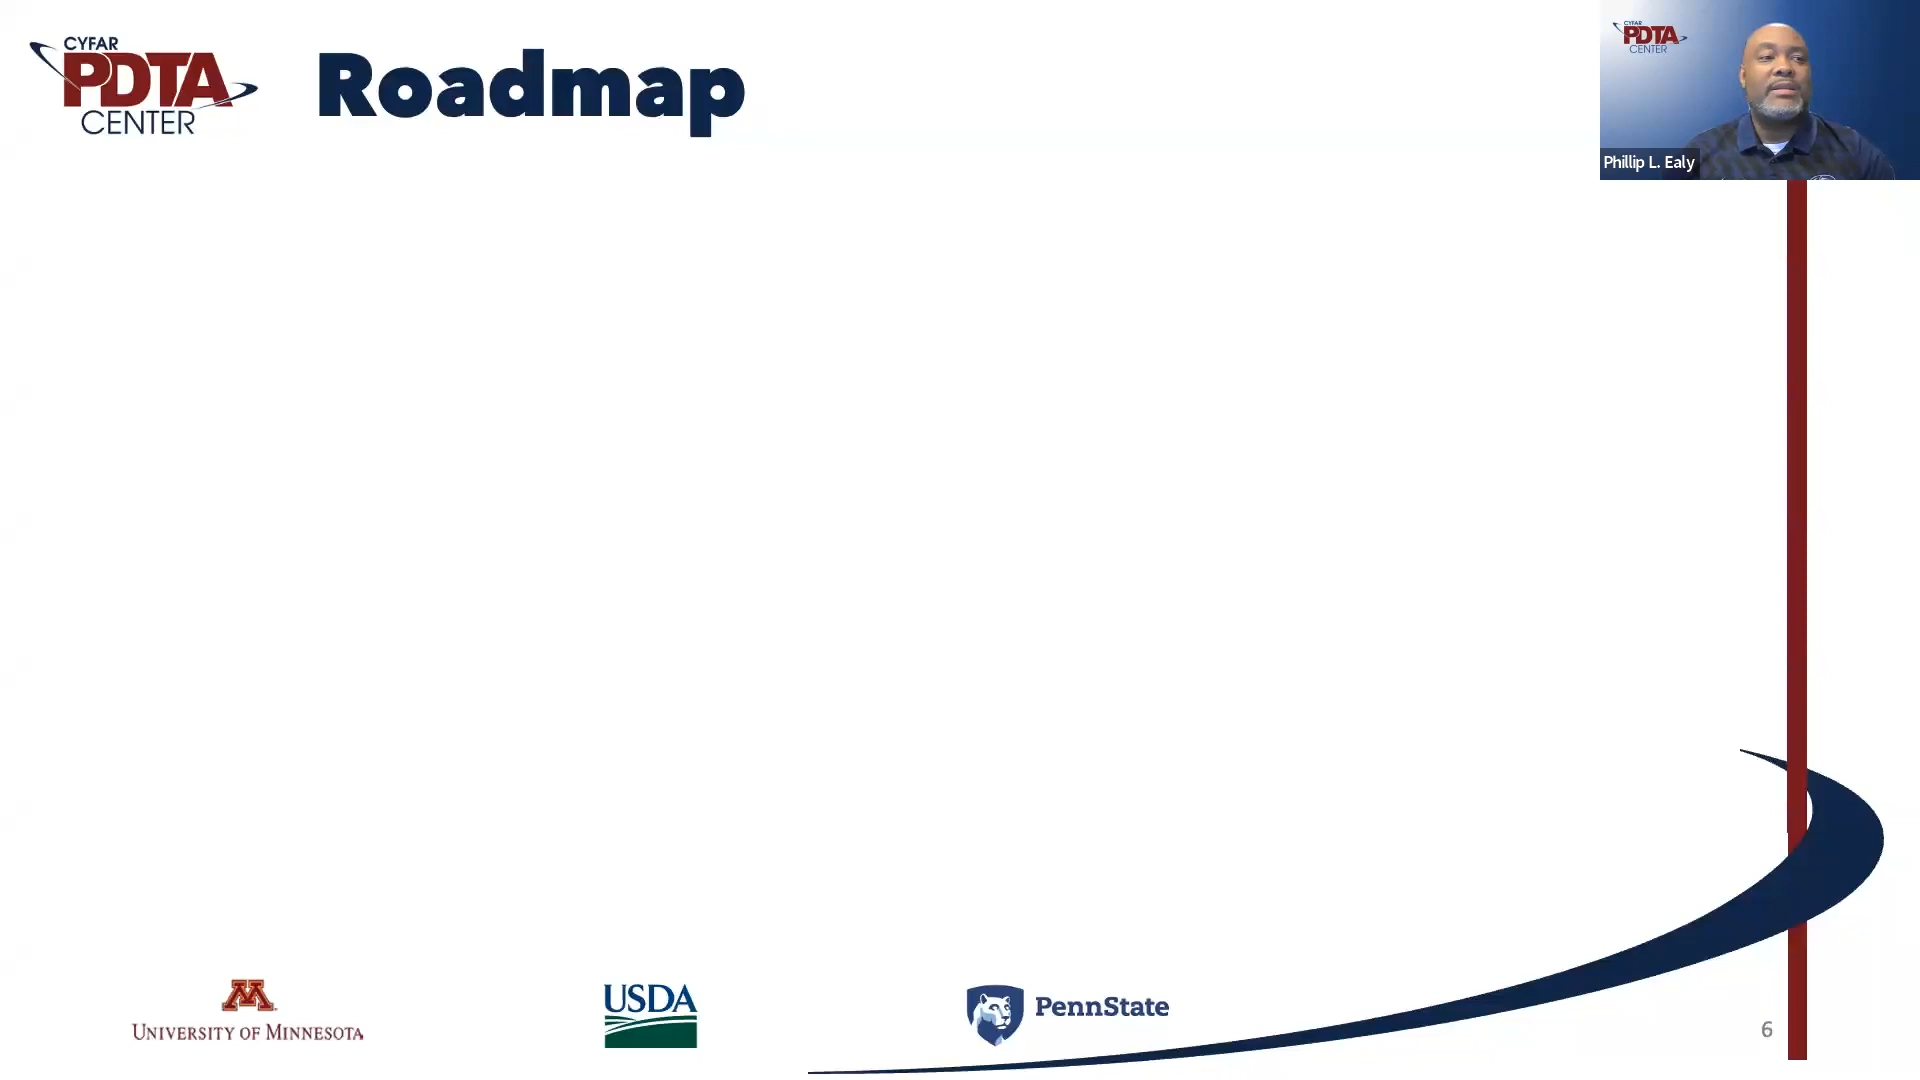 CYFAR
PDTA
CENTER
Roadmap
CYFAR
PDTA
CENTER
Phillip L. Ealy
M
UNIVERSITY OF MINNESOTA
USDA
PennState
6